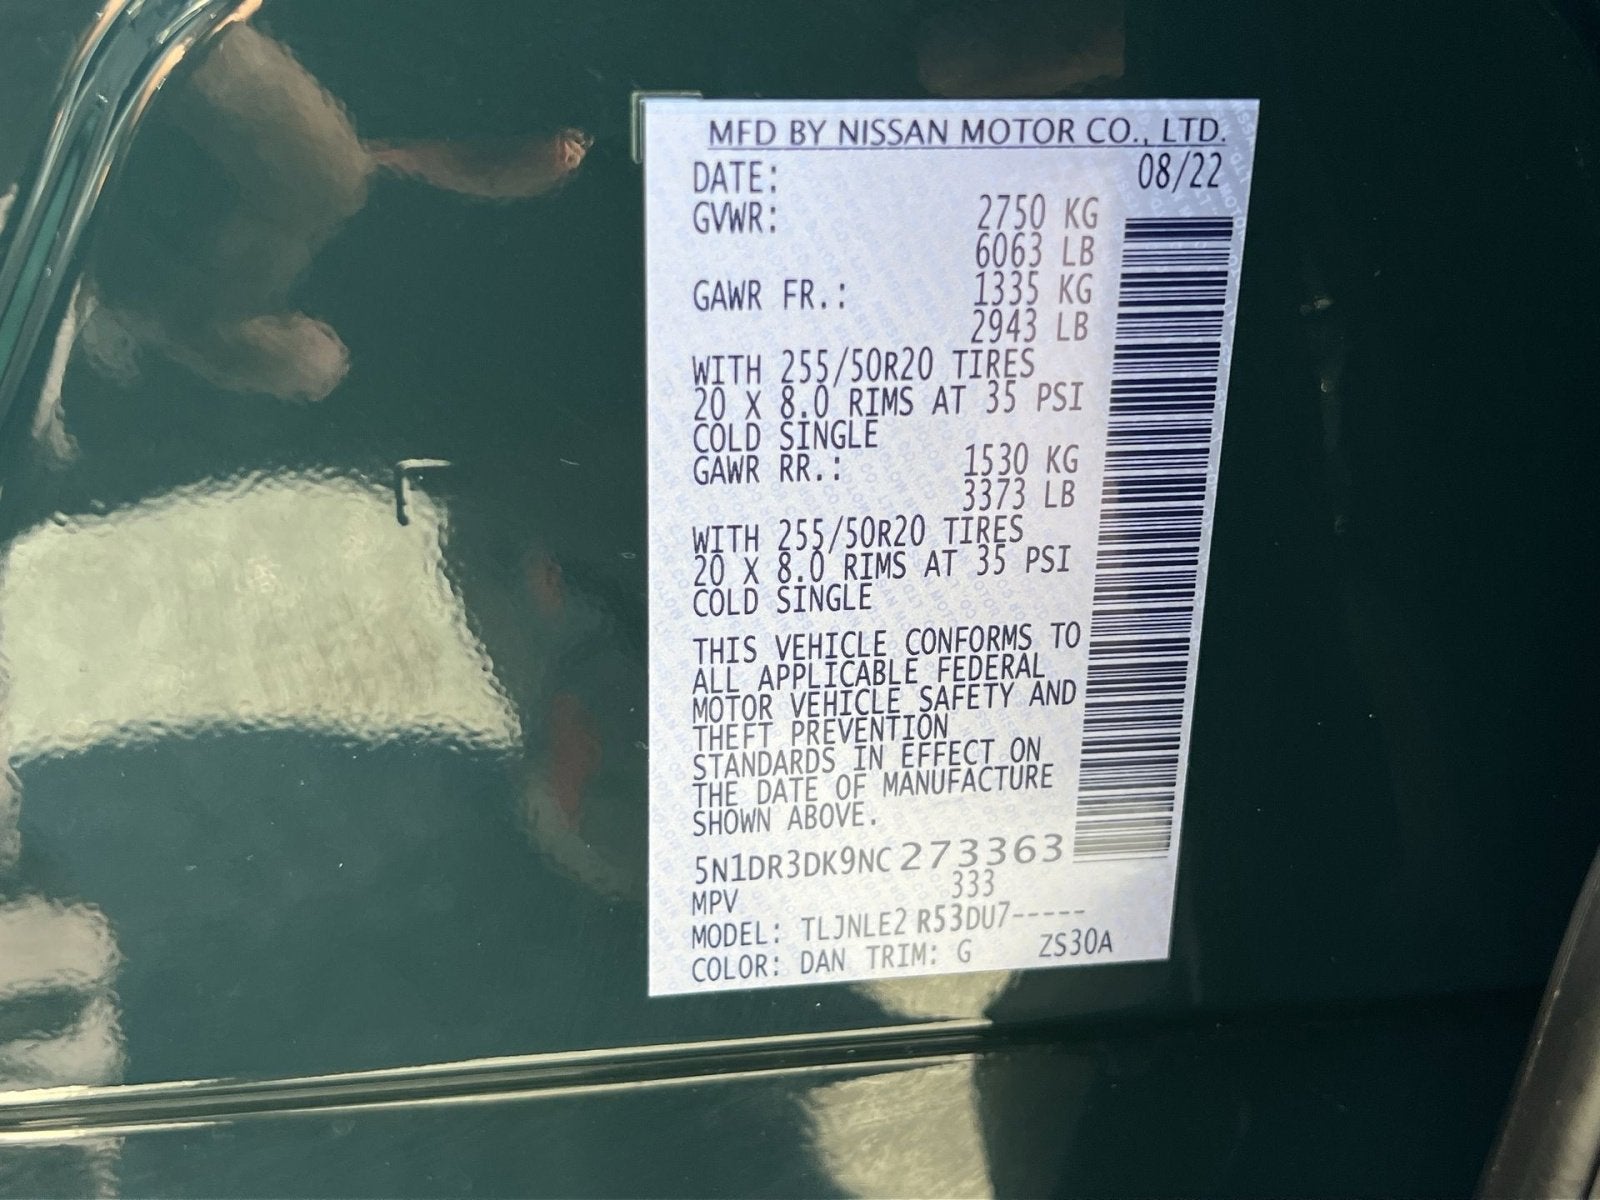 MFD BY NISSAN MOTOR CO., LTD.
DATE: 08/22
GVWR: 2750 KG
6063 LB
GAWR FR.: 1335 KG
2943 LB
WITH 255/50R20 TIRES
20 X 8.0 RIMS AT 35 PSI
COLD SINGLE
GAWR RR.: 1530 KG
3373 LB
WITH 255/50R20 TIRES
20 X 8.0 RIMS AT 35 PSI
COLD SINGLE
THIS VEHICLE CONFORMS TO
ALL APPLICABLE FEDERAL
MOTOR VEHICLE SAFETY AND
THEFT PREVENTION
STANDARDS IN EFFECT ON
THE DATE OF MANUFACTURE
SHOWN ABOVE.
5N1DR3DK9NC273363
MPV 333
MODEL: TLJNLE2 R53DU7-----
COLOR: DAN TRIM: G ZS30A